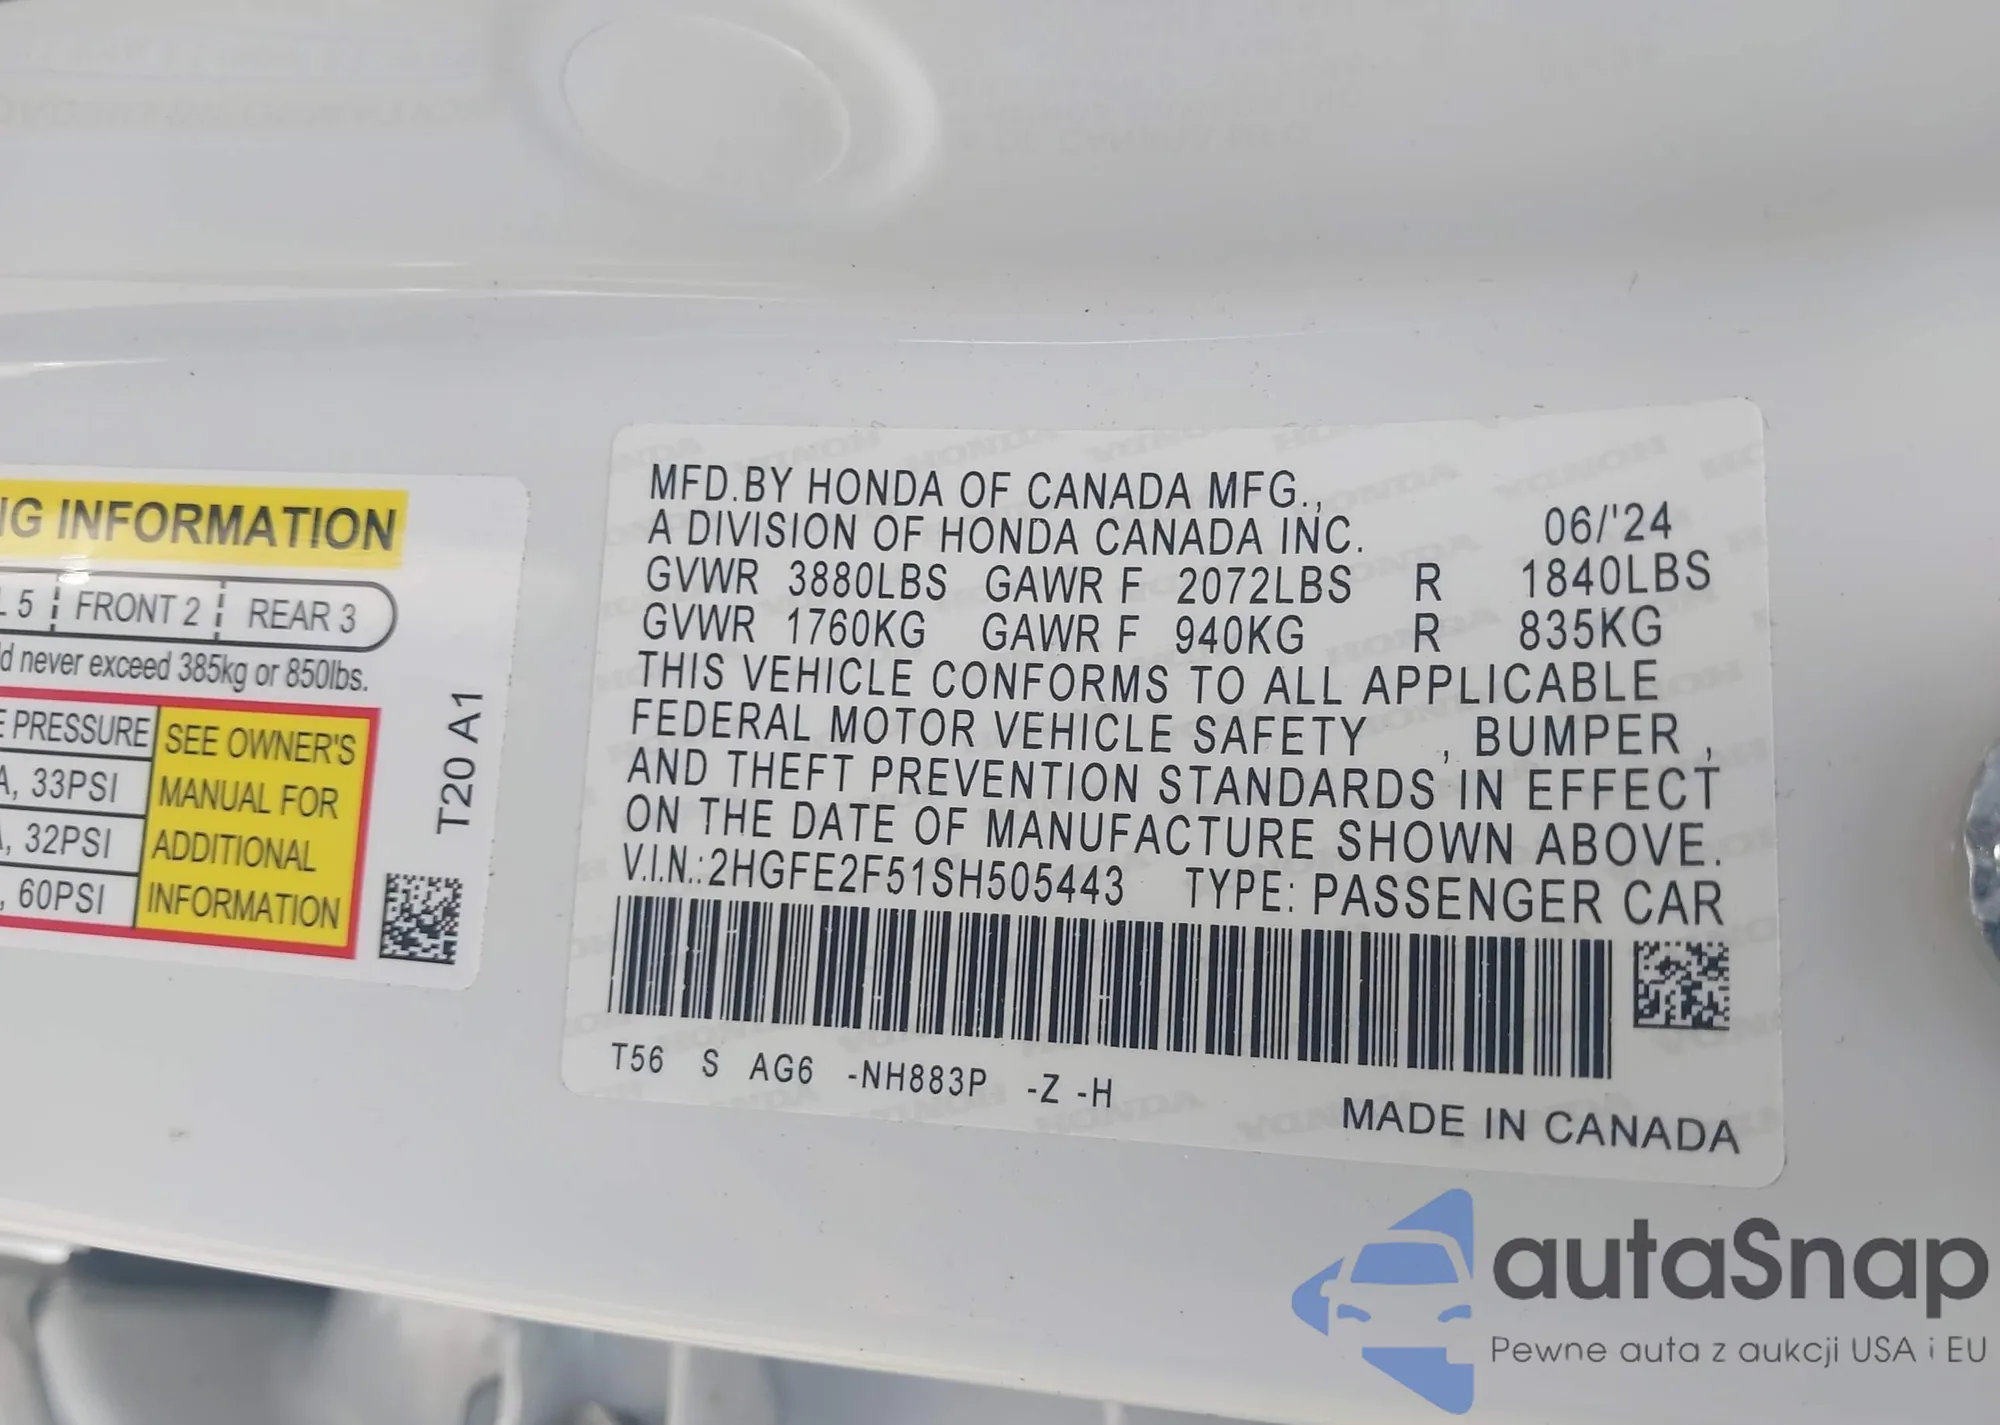 INFORMATION
5 FRONT 2 REAR 3
never exceed 385kg or 850lbs.
PRESSURE
33PSI
32PSI
60PSI
SEE OWNER'S
MANUAL FOR
ADDITIONAL
INFORMATION
T20 A1
MFD.BY HONDA OF CANADA MFG.,
A DIVISION OF HONDA CANADA INC. 06/'24
GVWR 3880LBS GAWR F 2072LBS R 1840LBS
GVWR 1760KG GAWR F 940KG R 835KG
THIS VEHICLE CONFORMS TO ALL APPLICABLE
FEDERAL MOTOR VEHICLE SAFETY , BUMPER ,
AND THEFT PREVENTION STANDARDS IN EFFECT
ON THE DATE OF MANUFACTURE SHOWN ABOVE.
V.I.N.:2HGFE2F51SH505443 TYPE: PASSENGER CAR
T56 S AG6 -NH883P -Z -H
MADE IN CANADA
autaSnap
Pewne auta z aukcji USA i EU